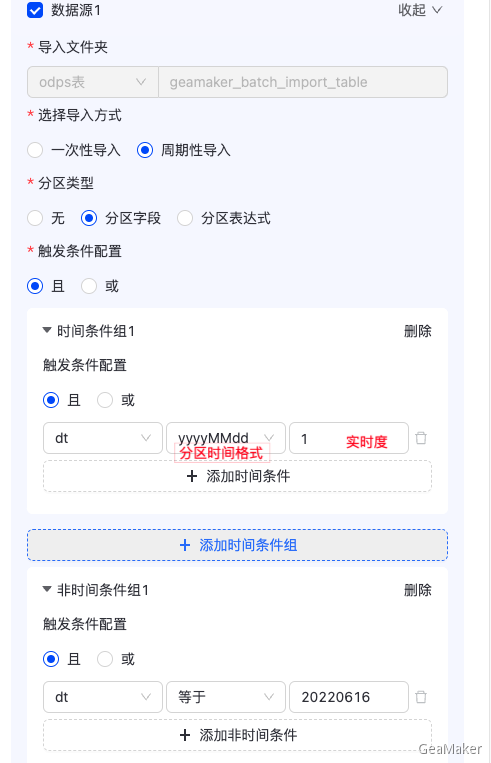 数据源1 收起
* 导入文件夹
odps表 geamaker_batch_import_table
* 选择导入方式
一次性导入 周期性导入
* 分区类型
无 分区字段 分区表达式
* 触发条件配置
且 或
时间条件组1 删除
触发条件配置
且 或
dt yyyyMMdd 1 实时度
分区时间格式
+ 添加时间条件
+ 添加时间条件组
非时间条件组1 删除
触发条件配置
且 或
dt 等于 20220616
+ 添加非时间条件
GeaMaker